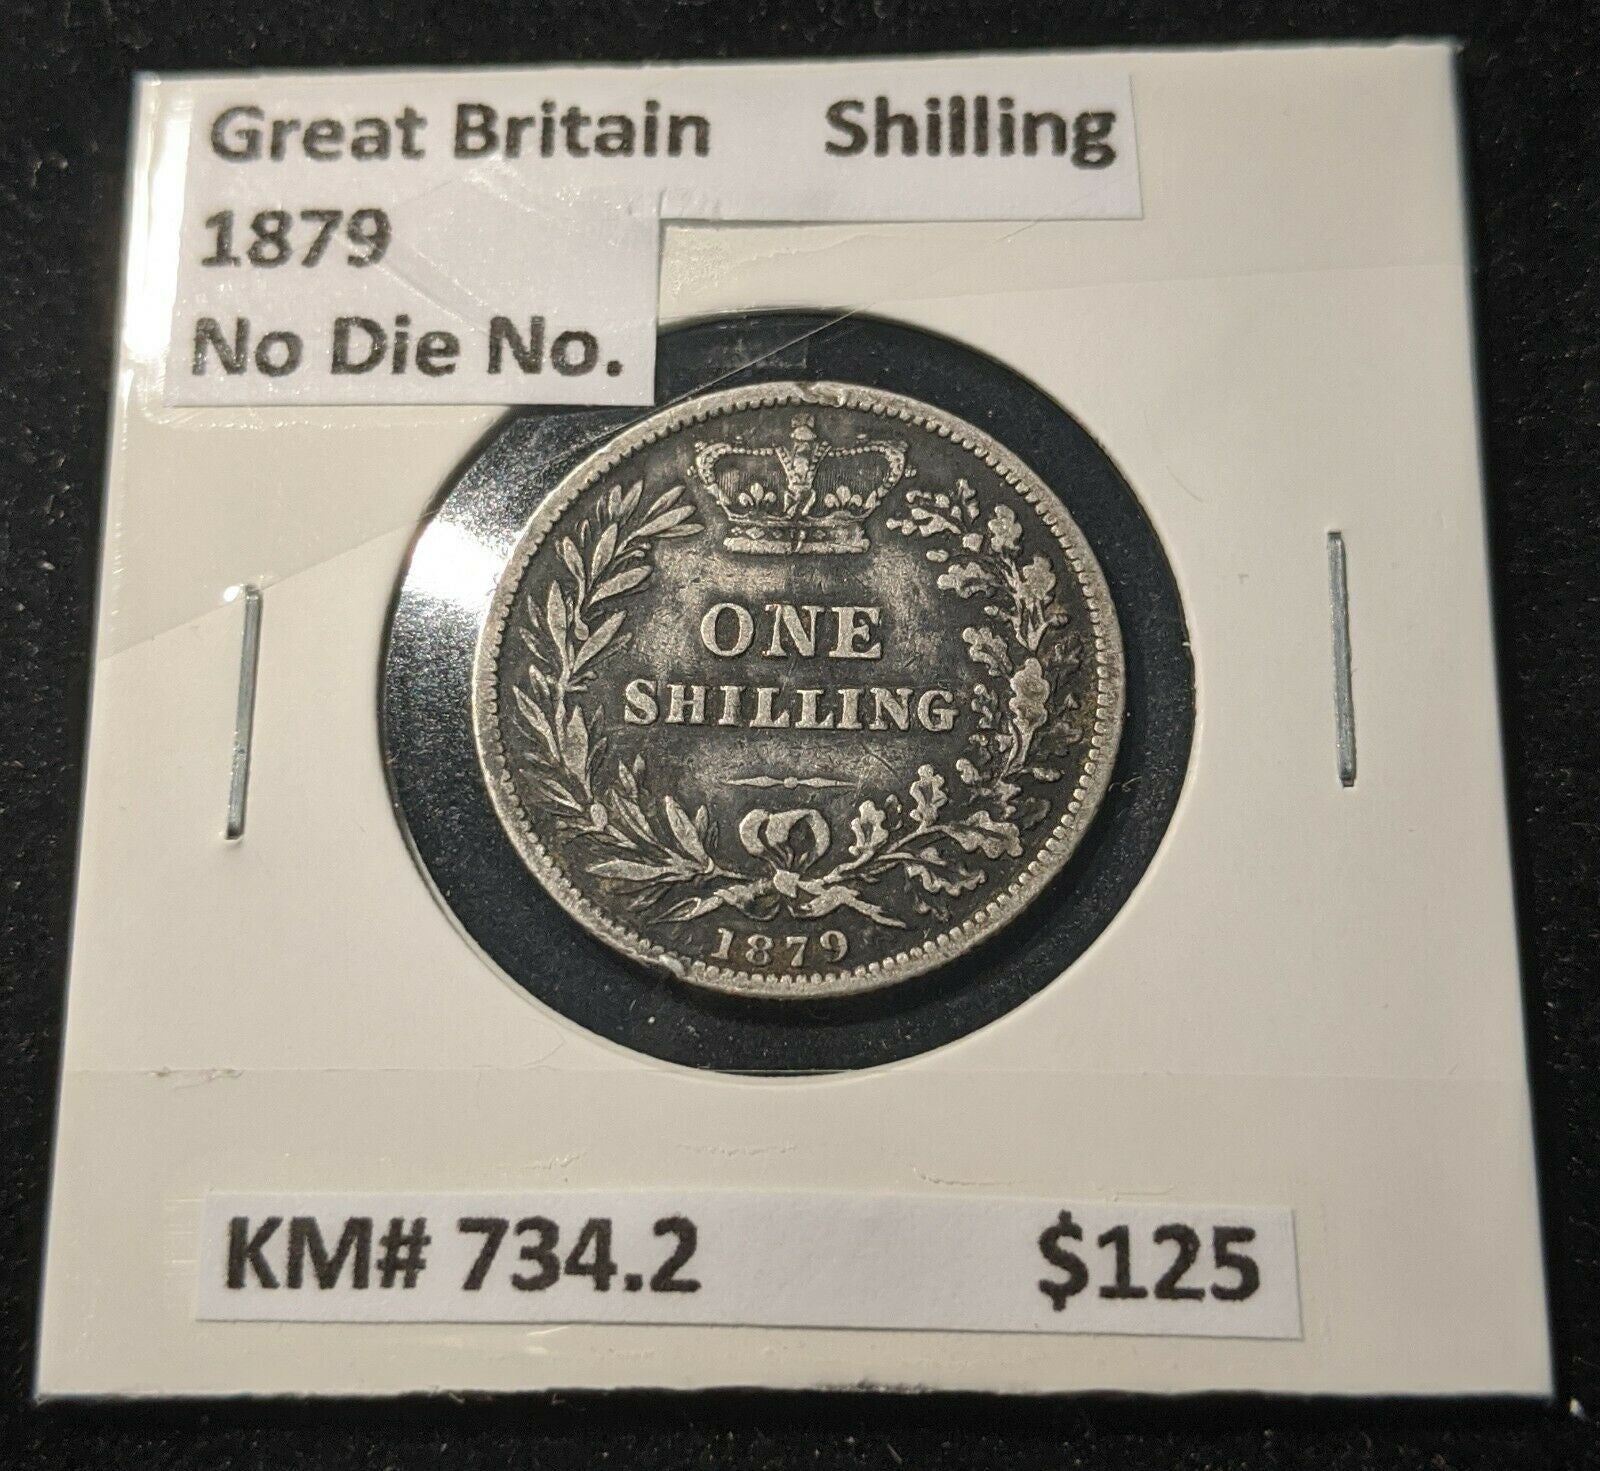 Great Britain Shilling
1879
No Die No.
ONE
SHILLING
1879
KM# 734.2 $125